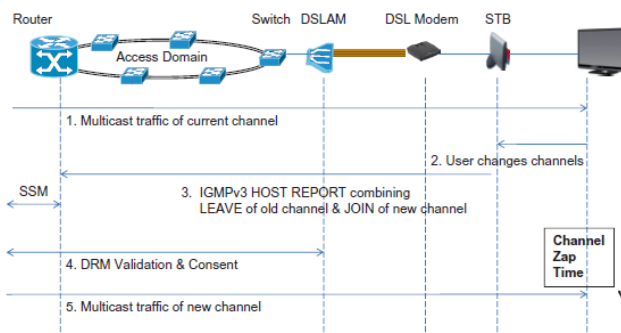 Router
Switch
DSLAM
DSL Modem
STB
Access Domain
1. Multicast traffic of current channel
2. User changes channels
SSM
3. IGMPv3 HOST REPORT combining
LEAVE of old channel & JOIN of new channel
Channel
Zap
Time
4. DRM Validation & Consent
5. Multicast traffic of new channel